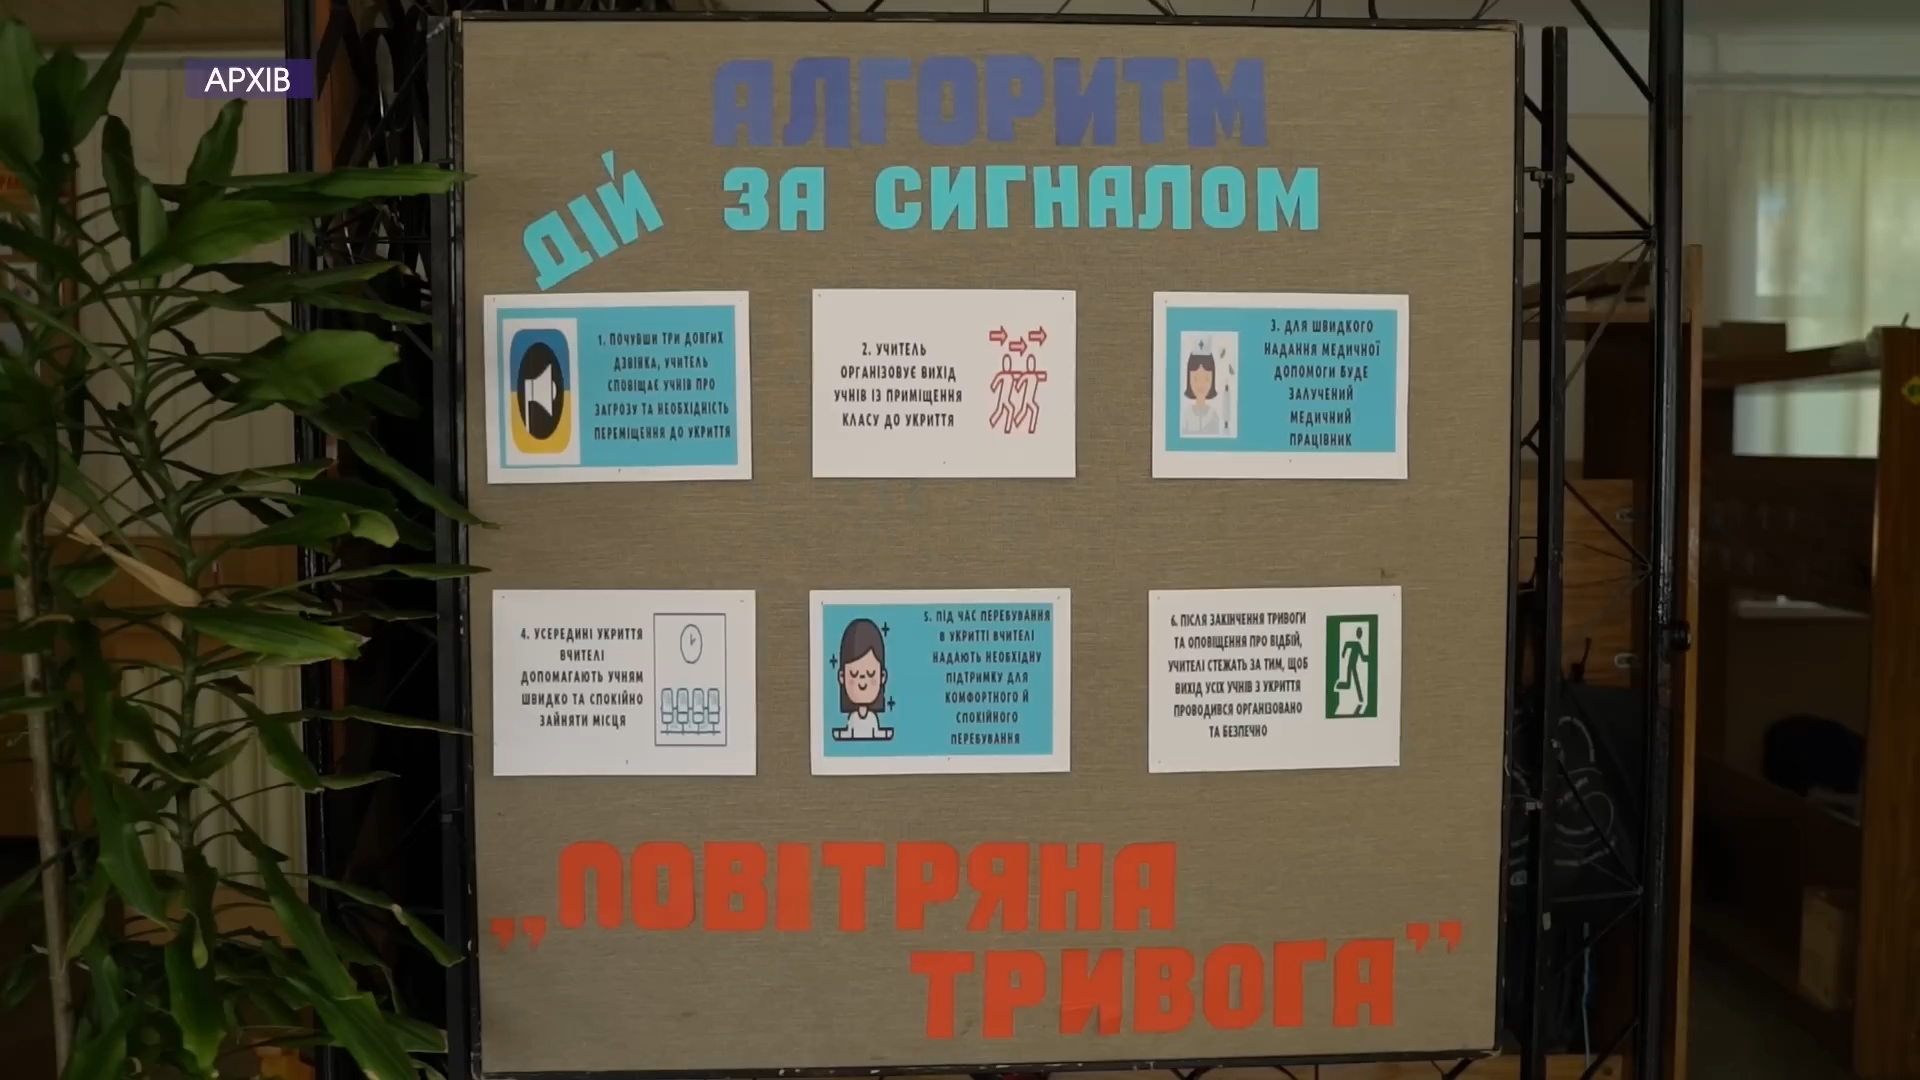 АРХІВ
АЛГОРИТМ
ДІЙ ЗА СИГНАЛОМ
1. ПОЧУВШИ ТРИ ДОВГИХ
ДЗВІНКА, УЧИТЕЛЬ
СПОВІЩАЄ УЧНІВ ПРО
ЗАГРОЗУ ТА НЕОБХІДНІСТЬ
ПЕРЕМІЩЕННЯ ДО УКРИТТЯ
2. УЧИТЕЛЬ
ОРГАНІЗОВУЄ ВИХІД
УЧНІВ ІЗ ПРИМІЩЕННЯ
КЛАСУ ДО УКРИТТЯ
3. ДЛЯ ШВИДКОГО
НАДАННЯ МЕДИЧНОЇ
ДОПОМОГИ БУДЕ
ЗАЛУЧЕНИЙ
МЕДИЧНИЙ
ПРАЦІВНИК
4. УСЕРЕДИНІ УКРИТТЯ
ВЧИТЕЛІ
ДОПОМАГАЮТЬ УЧНЯМ
ШВИДКО ТА СПОКІЙНО
ЗАЙНЯТИ МІСЦЯ
5. ПІД ЧАС ПЕРЕБУВАННЯ
В УКРИТТІ ВЧИТЕЛІ
НАДАЮТЬ НЕОБХІДНУ
ПІДТРИМКУ ДЛЯ
КОМФОРТНОГО Й
СПОКІЙНОГО
ПЕРЕБУВАННЯ
6. ПІСЛЯ ЗАКІНЧЕННЯ ТРИВОГИ
ТА ОПОВІЩЕННЯ ПРО ВІДБІЙ,
УЧИТЕЛІ СТЕЖАТЬ ЗА ТИМ, ЩОБ
ВИХІД УСІХ УЧНІВ З УКРИТТЯ
ПРОВОДИВСЯ ОРГАНІЗОВАНО
ТА БЕЗПЕЧНО
,,ПОВІТРЯНА
ТРИВОГА”